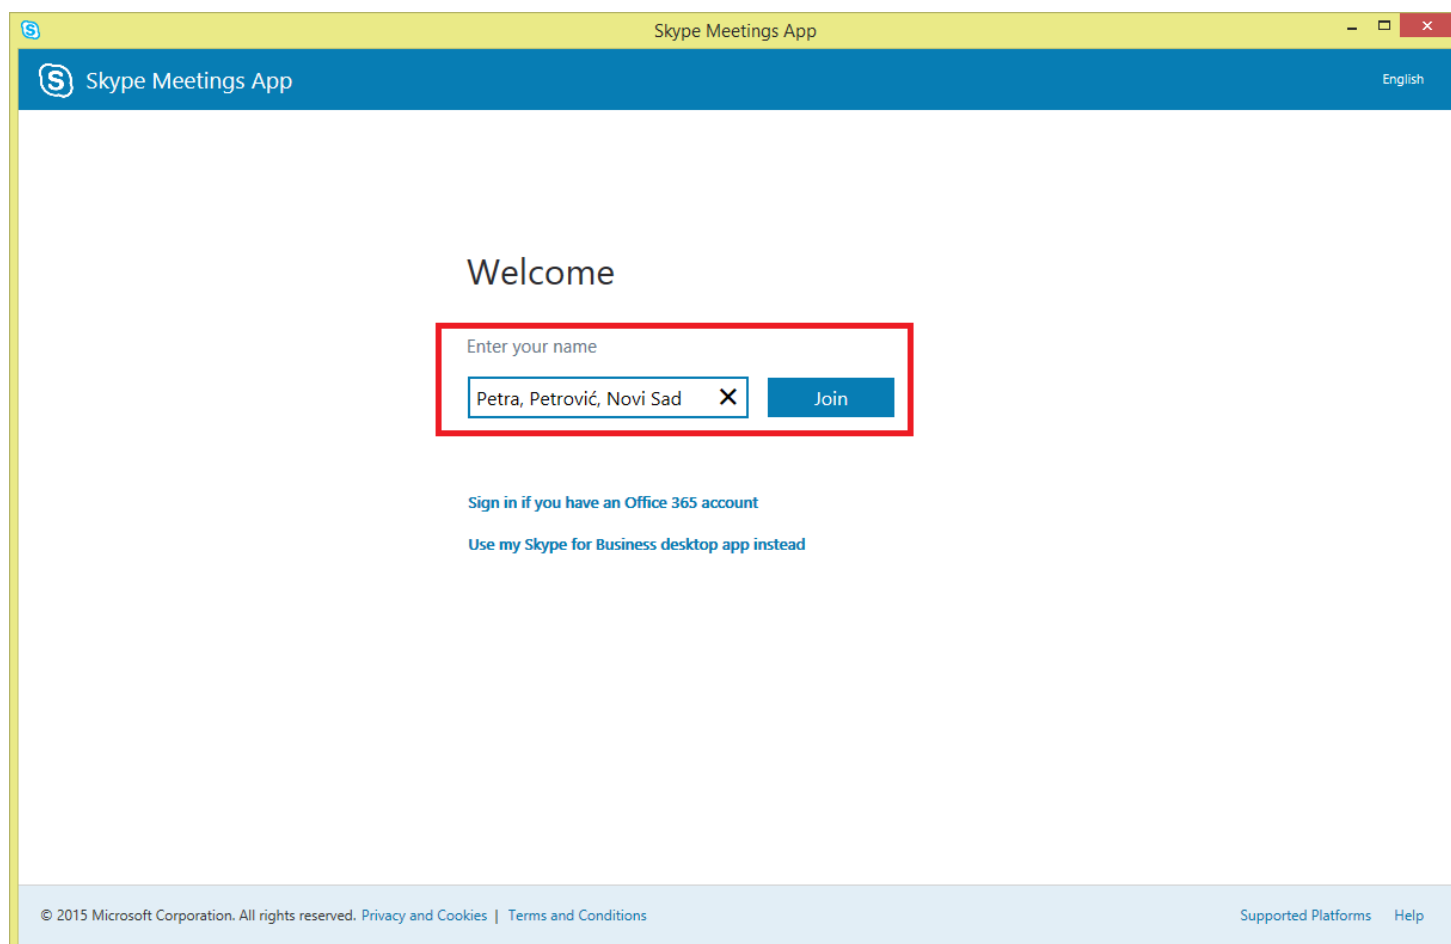 Skype Meetings App
Skype Meetings App
English
Welcome
Enter your name
Petra, Petrović, Novi Sad
Join
Sign in if you have an Office 365 account
Use my Skype for Business desktop app instead
© 2015 Microsoft Corporation. All rights reserved. Privacy and Cookies | Terms and Conditions
Supported Platforms Help